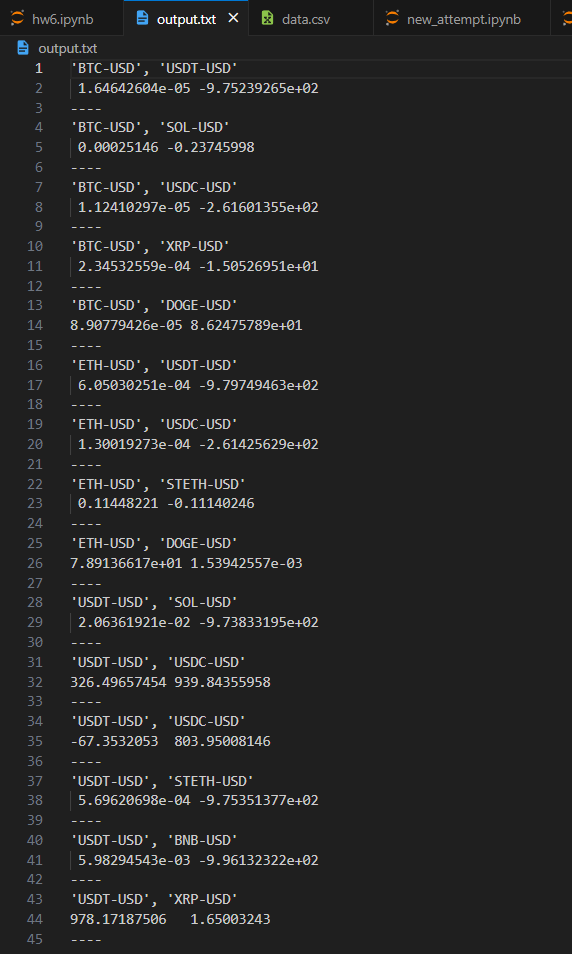 hw6.ipynb output.txt data.csv new_attempt.ipynb
output.txt
1 'BTC-USD', 'USDT-USD'
2 1.64642604e-05 -9.75239265e+02
3 ----
4 'BTC-USD', 'SOL-USD'
5 0.00025146 -0.23745998
6 ----
7 'BTC-USD', 'USDC-USD'
8 1.12410297e-05 -2.61601355e+02
9 ----
10 'BTC-USD', 'XRP-USD'
11 2.34532559e-04 -1.50526951e+01
12 ----
13 'BTC-USD', 'DOGE-USD'
14 8.90779426e-05 8.62475789e+01
15 ----
16 'ETH-USD', 'USDT-USD'
17 6.05030251e-04 -9.79749463e+02
18 ----
19 'ETH-USD', 'USDC-USD'
20 1.30019273e-04 -2.61425629e+02
21 ----
22 'ETH-USD', 'STETH-USD'
23 0.11448221 -0.11140246
24 ----
25 'ETH-USD', 'DOGE-USD'
26 7.89136617e+01 1.53942557e-03
27 ----
28 'USDT-USD', 'SOL-USD'
29 2.06361921e-02 -9.73833195e+02
30 ----
31 'USDT-USD', 'USDC-USD'
32 326.49657454 939.84355958
33 ----
34 'USDT-USD', 'USDC-USD'
35 -67.3532053  803.95008146
36 ----
37 'USDT-USD', 'STETH-USD'
38 5.69620698e-04 -9.75351377e+02
39 ----
40 'USDT-USD', 'BNB-USD'
41 5.98294543e-03 -9.96132322e+02
42 ----
43 'USDT-USD', 'XRP-USD'
44 978.17187506   1.65003243
45 ----